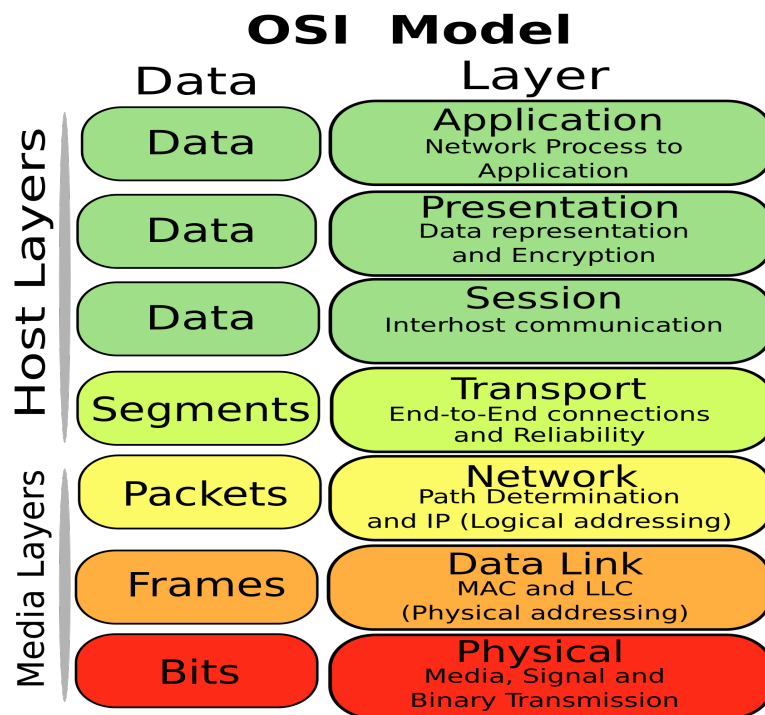 OSI Model
Data
Layer
Host Layers
Data
Application
Network Process to
Application
Data
Presentation
Data representation
and Encryption
Data
Session
Interhost communication
Segments
Transport
End-to-End connections
and Reliability
Media Layers
Packets
Network
Path Determination
and IP (Logical addressing)
Frames
Data Link
MAC and LLC
(Physical addressing)
Bits
Physical
Media, Signal and
Binary Transmission